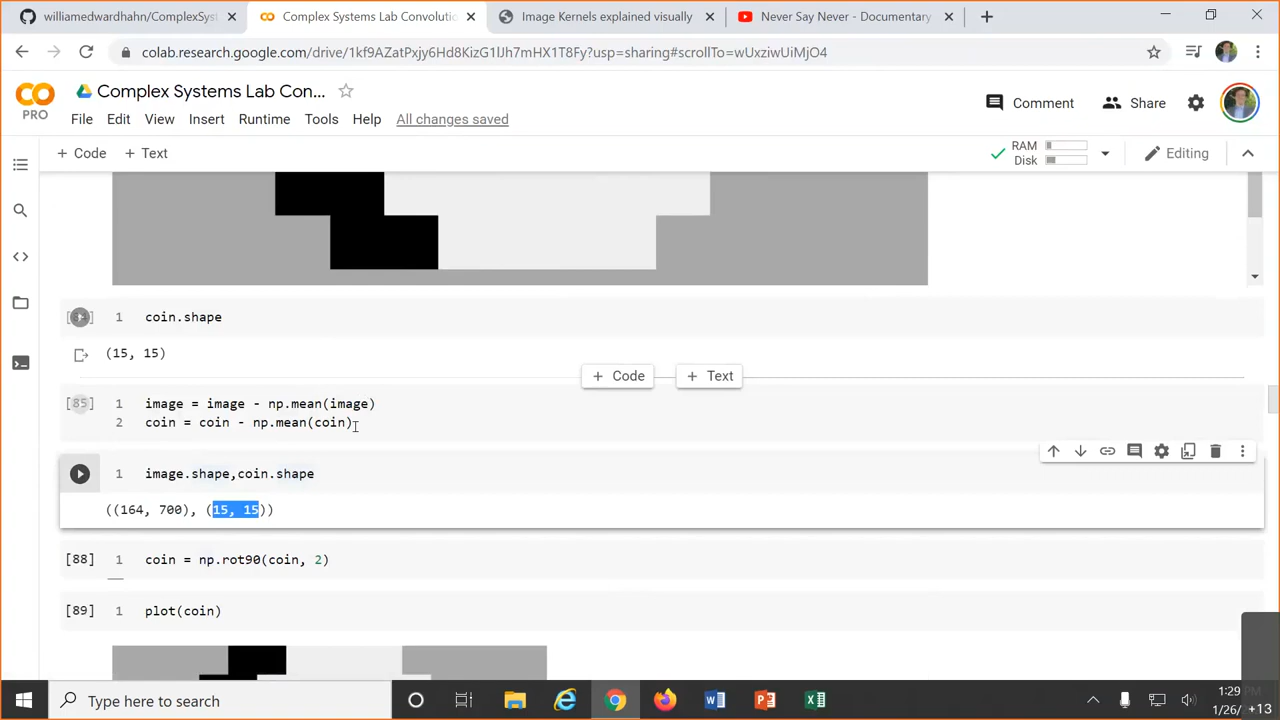 williamedwardhahn/ComplexSyst
Complex Systems Lab Convolutio
Image Kernels explained visually
Never Say Never - Documentary
colab.research.google.com/drive/1kf9AZatPxjy6Hd8KizG1lJh7mHX1T8Fy?usp=sharing#scrollTo=wUxziwUiMjO4
PRO
Complex Systems Lab Con...
Comment
Share
File Edit View Insert Runtime Tools Help All changes saved
+ Code + Text
RAM
Disk
Editing
1 coin.shape
(15, 15)
+ Code + Text
[85] 1 image = image - np.mean(image)
2 coin = coin - np.mean(coin)
1 image.shape,coin.shape
((164, 700), (15, 15))
[88] 1 coin = np.rot90(coin, 2)
[89] 1 plot(coin)
Type here to search
1:29 PM
1/26/ +13